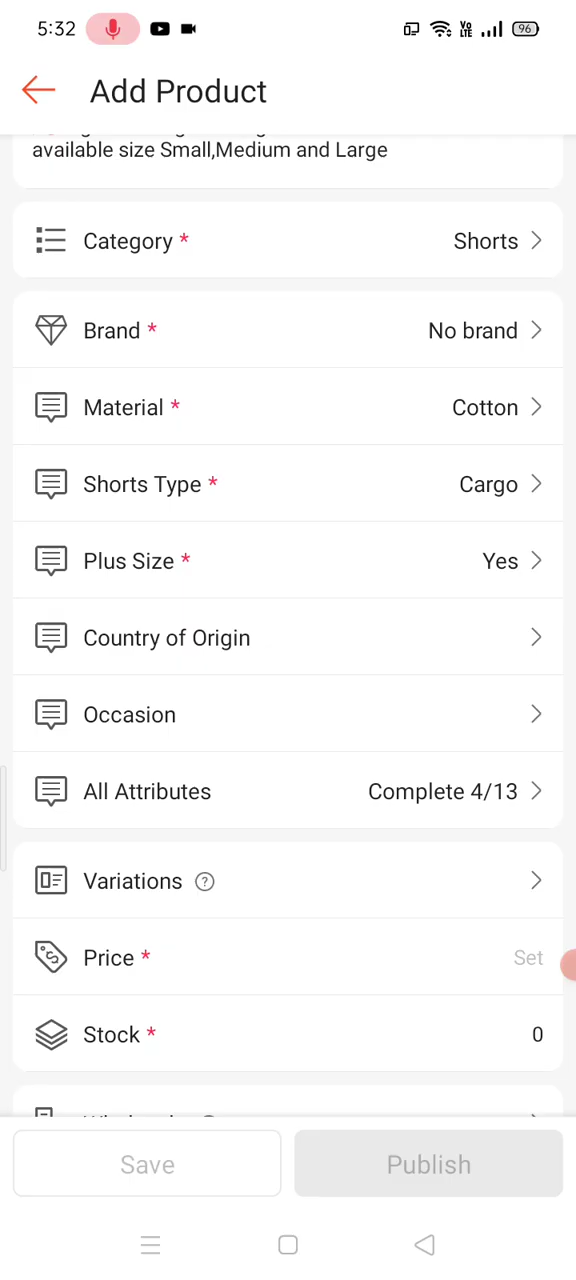 5:32
VO LTE 96
Add Product
available size Small,Medium and Large
Category * Shorts
Brand * No brand
Material * Cotton
Shorts Type * Cargo
Plus Size * Yes
Country of Origin
Occasion
All Attributes Complete 4/13
Variations ?
Price * Set
Stock * 0
Save Publish